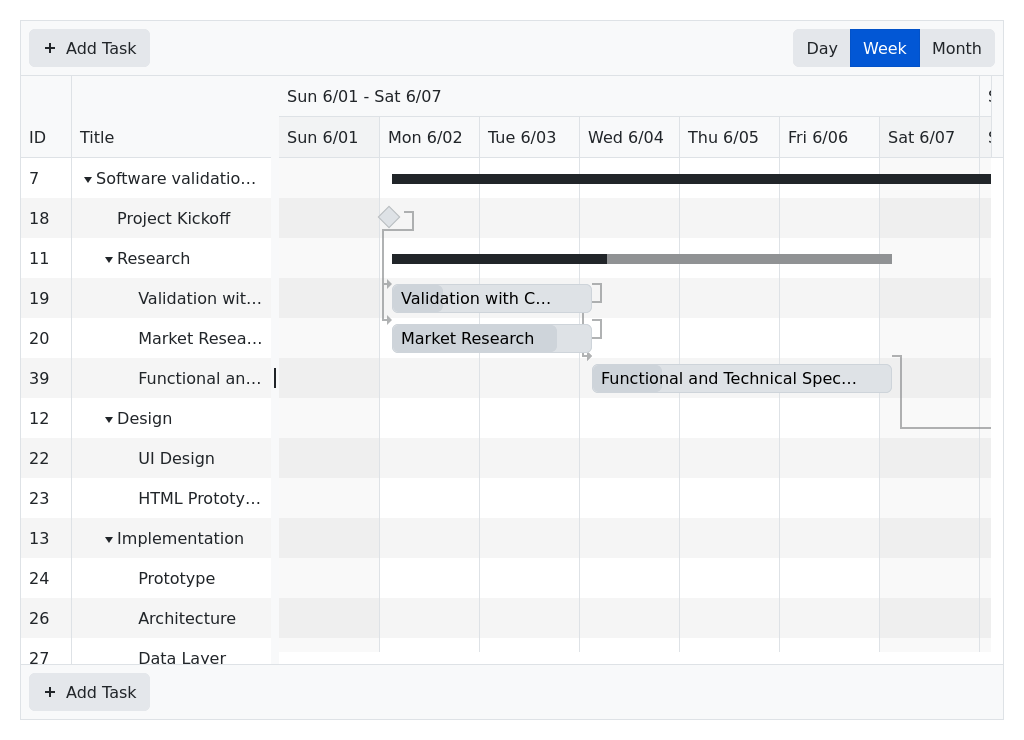 + Add Task
Day Week Month
Sun 6/01 - Sat 6/07
ID Title Sun 6/01 Mon 6/02 Tue 6/03 Wed 6/04 Thu 6/05 Fri 6/06 Sat 6/07
7 Software validatio…
18 Project Kickoff
11 Research
19 Validation wit… Validation with C…
20 Market Resea… Market Research
39 Functional an… Functional and Technical Spec…
12 Design
22 UI Design
23 HTML Prototy…
13 Implementation
24 Prototype
26 Architecture
27 Data Layer
+ Add Task